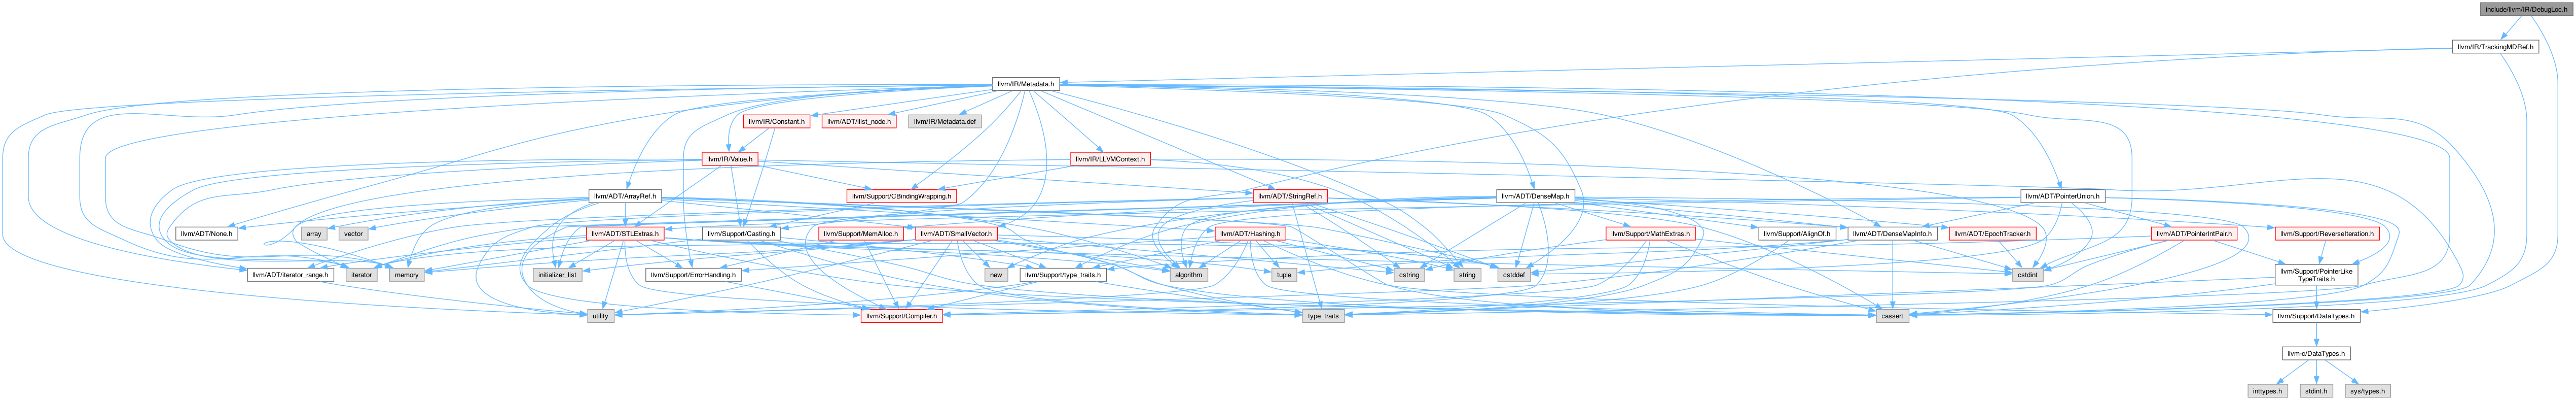 include/llvm/IR/DebugLoc.h
llvm/IR/TrackingMDRef.h
llvm/IR/Metadata.h
llvm/IR/Constant.h
llvm/ADT/ilist_node.h
llvm/IR/Metadata.def
llvm/IR/Value.h
llvm/IR/LLVMContext.h
llvm/ADT/ArrayRef.h
llvm/Support/CBindingWrapping.h
llvm/ADT/StringRef.h
llvm/ADT/DenseMap.h
llvm/ADT/PointerUnion.h
llvm/ADT/None.h
array
vector
llvm/ADT/STLExtras.h
llvm/Support/Casting.h
llvm/Support/MemAlloc.h
llvm/ADT/SmallVector.h
llvm/ADT/Hashing.h
llvm/Support/MathExtras.h
llvm/Support/AlignOf.h
llvm/ADT/DenseMapInfo.h
llvm/ADT/EpochTracker.h
llvm/ADT/PointerIntPair.h
llvm/Support/ReverseIteration.h
llvm/ADT/iterator_range.h
iterator
memory
initializer_list
llvm/Support/ErrorHandling.h
new
llvm/Support/type_traits.h
algorithm
tuple
cstring
string
cstddef
cstdint
llvm/Support/PointerLike
TypeTraits.h
utility
llvm/Support/Compiler.h
type_traits
cassert
llvm/Support/DataTypes.h
llvm-c/DataTypes.h
inttypes.h
stdint.h
sys/types.h